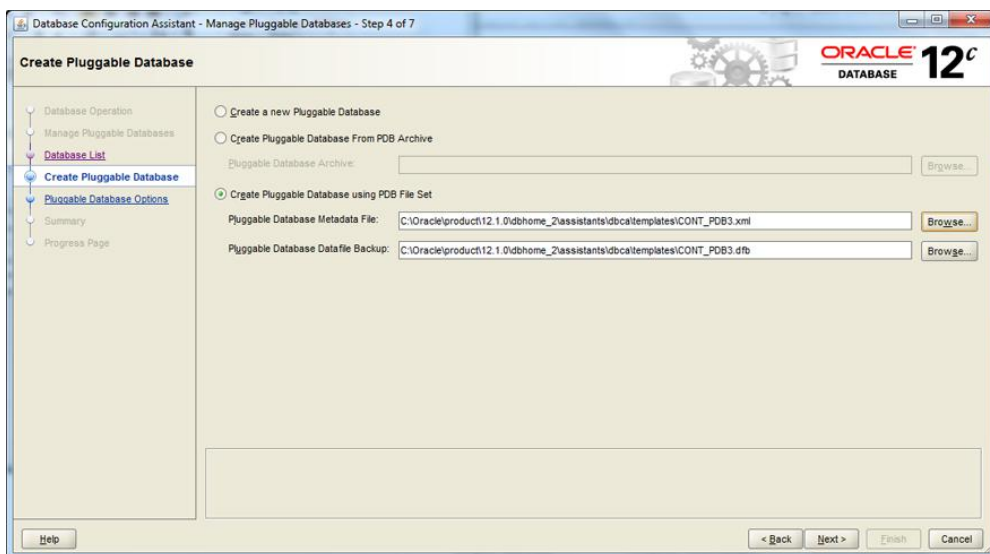 Database Configuration Assistant - Manage Pluggable Databases - Step 4 of 7
Create Pluggable Database
ORACLE
DATABASE
12c
Database Operation
Manage Pluggable Databases
Database List
Create Pluggable Database
Pluggable Database Options
Summary
Progress Page
Create a new Pluggable Database
Create Pluggable Database From PDB Archive
Pluggable Database Archive:
Browse...
Create Pluggable Database using PDB File Set
Pluggable Database Metadata File: C:\Oracle\product\12.1.0\dbhome_2\assistants\dbca\templates\CONT_PDB3.xml Browse...
Pluggable Database Datafile Backup: C:\Oracle\product\12.1.0\dbhome_2\assistants\dbca\templates\CONT_PDB3.dfb Browse...
Help
< Back Next > Finish Cancel